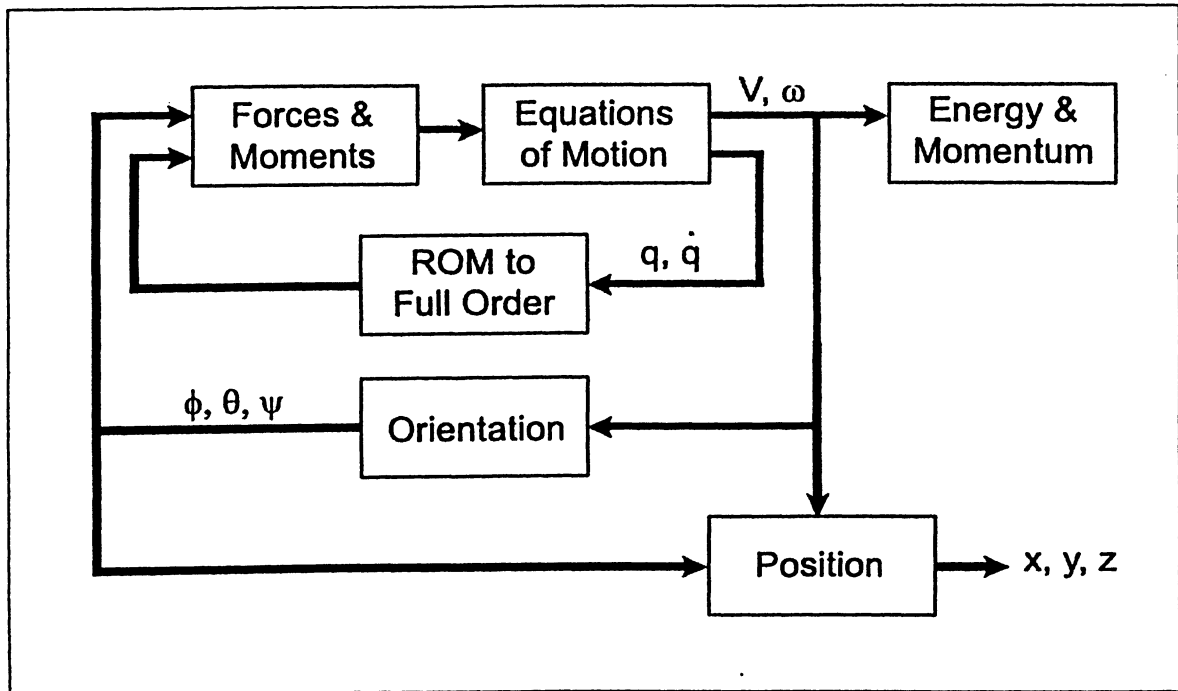 Forces &
Moments
Equations
of Motion
V, ω
Energy &
Momentum
ROM to
Full Order
q, q̇
ϕ, θ, ψ
Orientation
Position
x, y, z